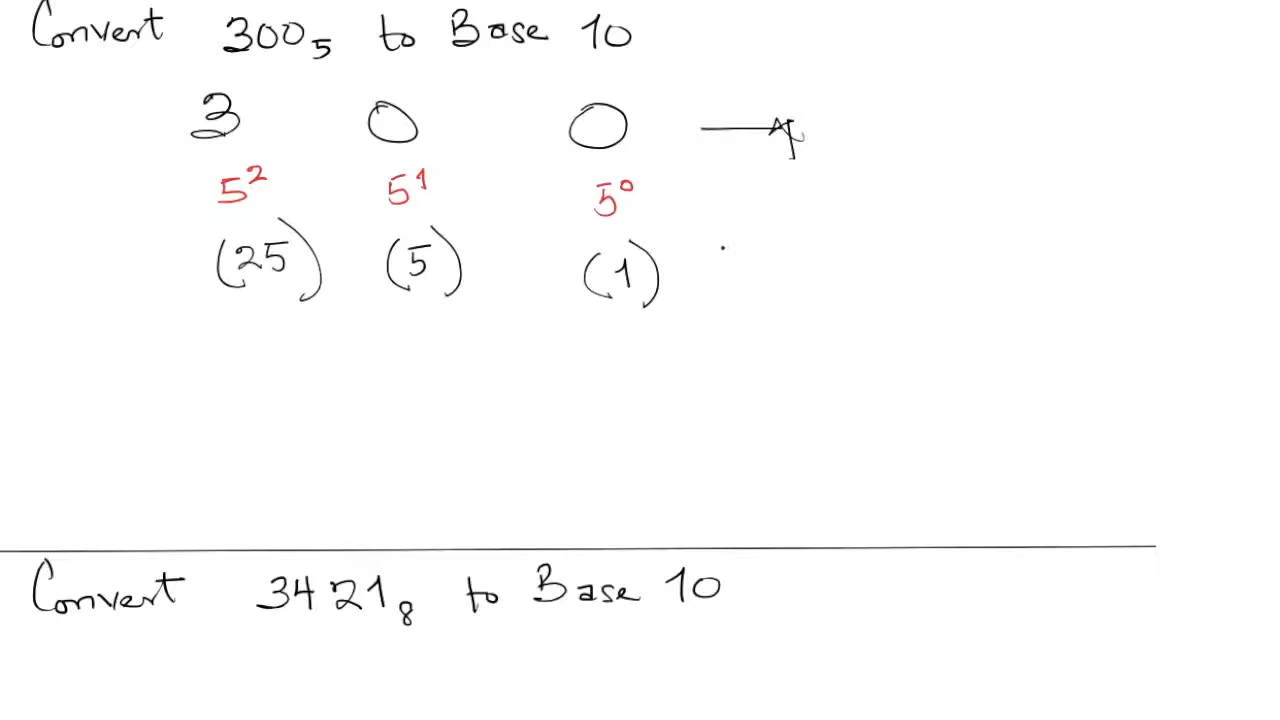 Convert 300₅ to Base 10
3 0 0
5² 5¹ 5⁰
(25) (5) (1)
Convert 3421₈ to Base 10